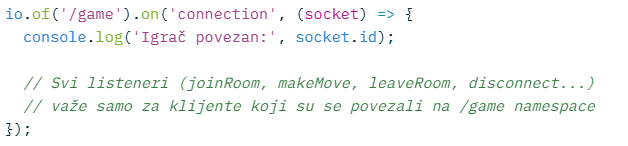 io.of('/game').on('connection', (socket) => {
  console.log('Igrač povezan:', socket.id);

  // Svi listeneri (joinRoom, makeMove, leaveRoom, disconnect...)
  // važe samo za klijente koji su se povezali na /game namespace
});